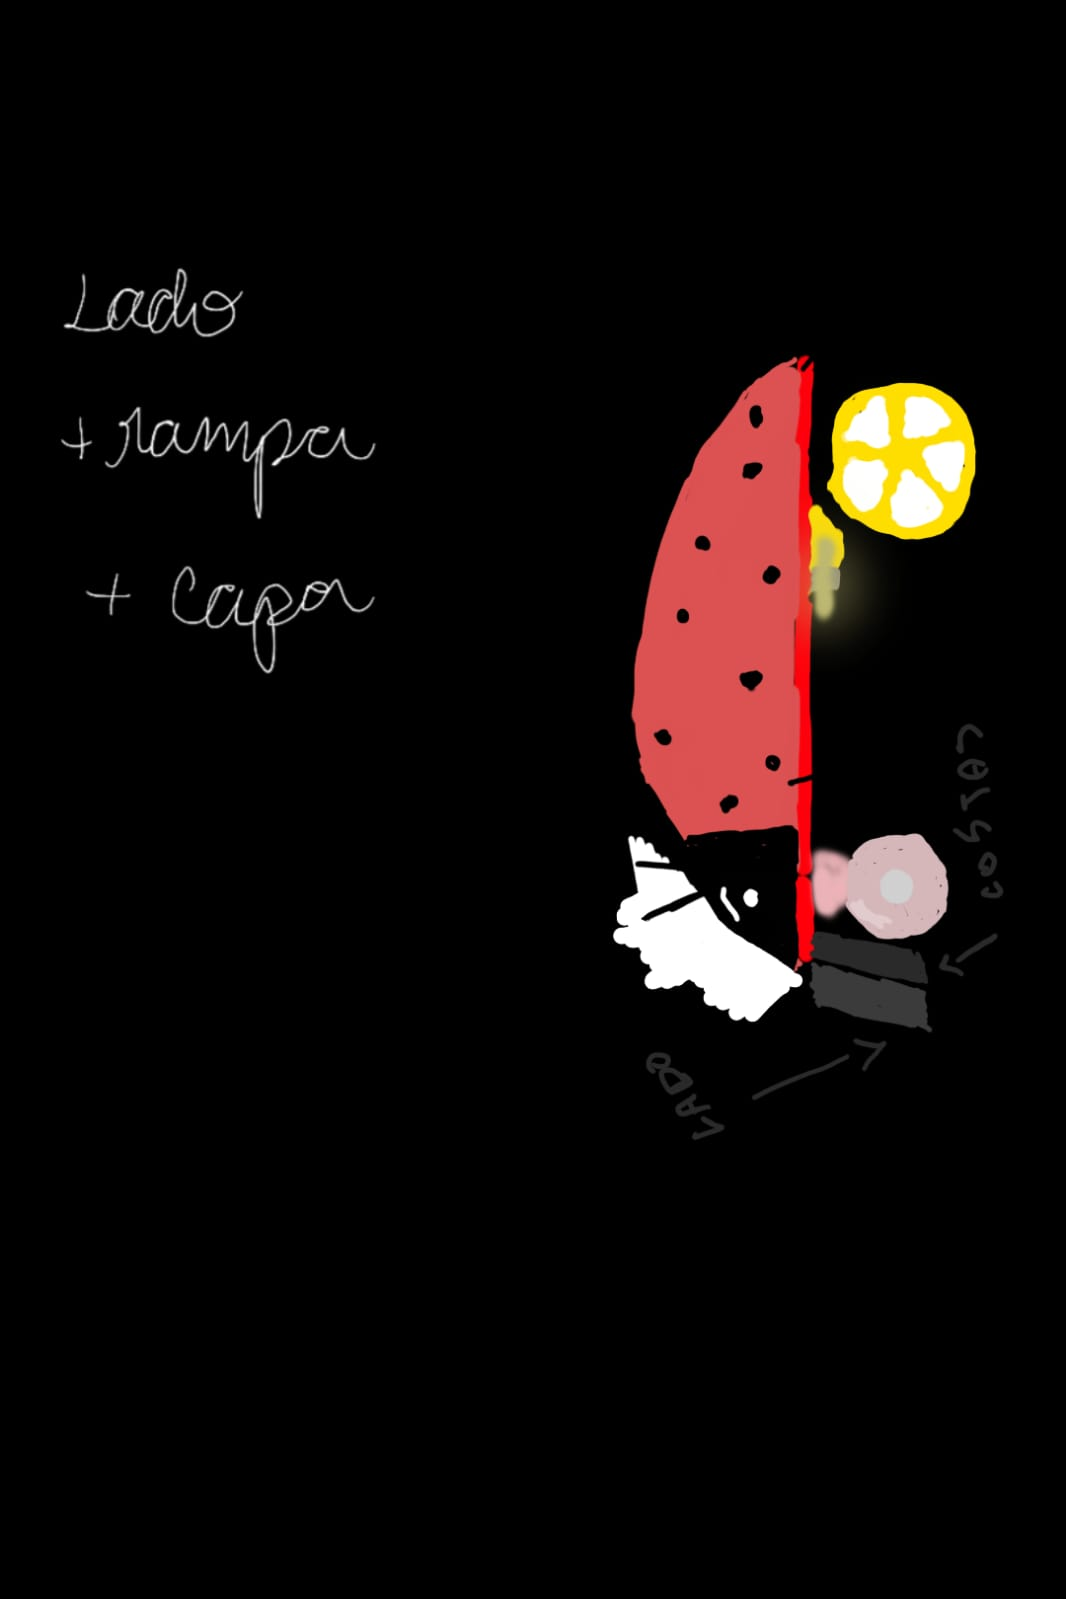 Lado
+ rampa
+ Capa
COSTAS
LADO